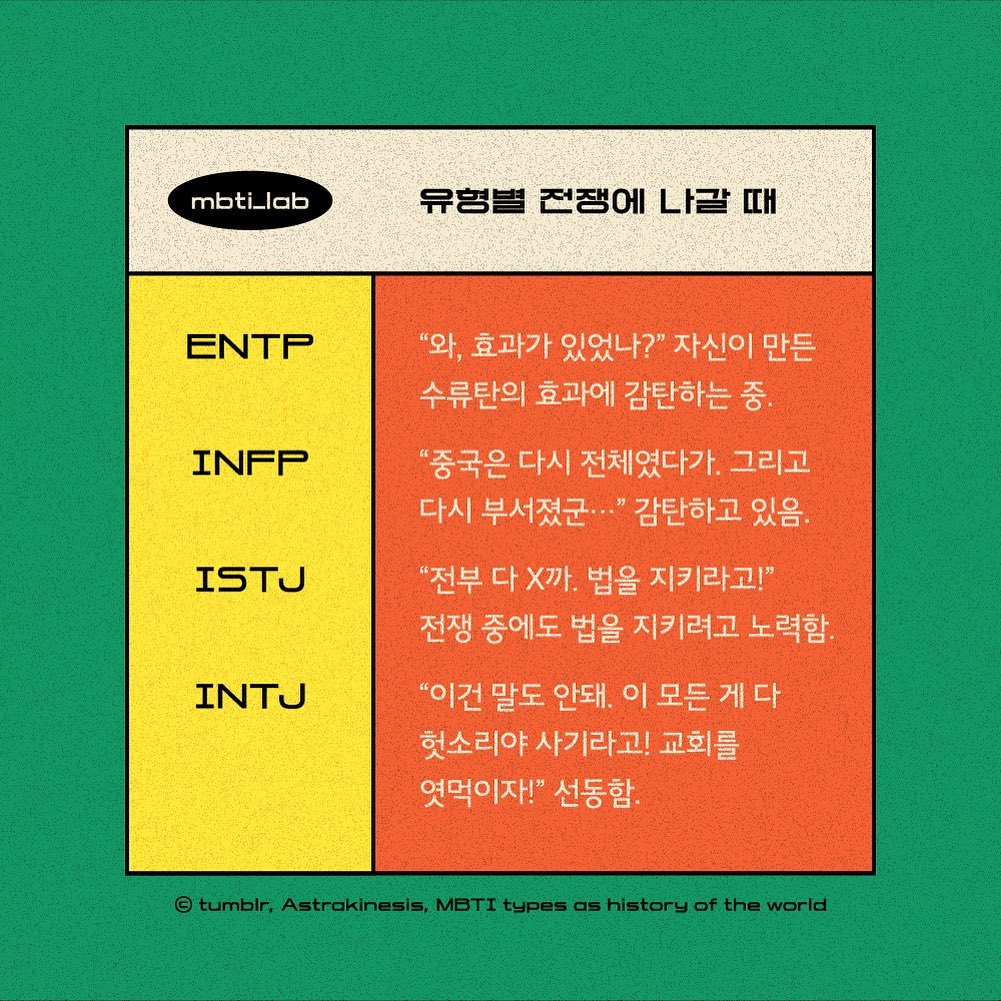 mbti_lab
유형별 전쟁에 나갈 때
ENTP
“와, 효과가 있었나?” 자신이 만든
수류탄의 효과에 감탄하는 중.
INFP
“중국은 다시 전체였다가. 그리고
다시 부서졌군…” 감탄하고 있음.
ISTJ
“전부 다 X까. 법을 지키라고!”
전쟁 중에도 법을 지키려고 노력함.
INTJ
“이건 말도 안돼. 이 모든 게 다
헛소리야 사기라고! 교회를
엿먹이자!” 선동함.
© tumblr, Astrakinesis, MBTI types as history of the world